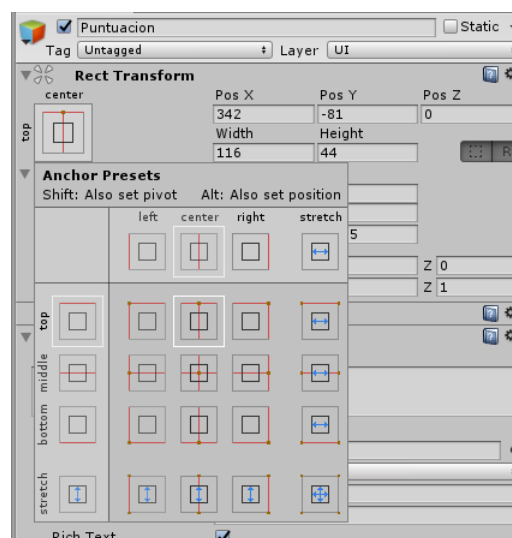 Puntuacion Static
Tag Untagged Layer UI
Rect Transform
center Pos X Pos Y Pos Z
top 342 -81 0
Width Height
116 44 R
Anchor Presets
Shift: Also set pivot Alt: Also set position
left center right stretch
5
Z 0
Z 1
top
middle
bottom
stretch
Rich Text